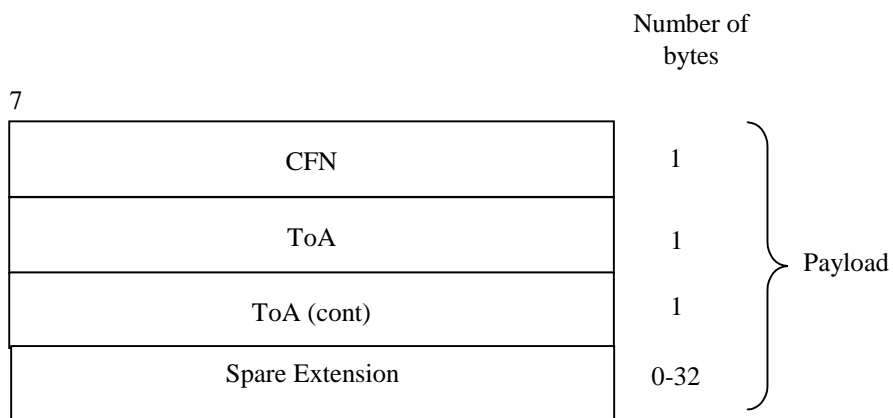 Number of
bytes
7
CFN 1
ToA 1
ToA (cont) 1
Payload
Spare Extension 0-32